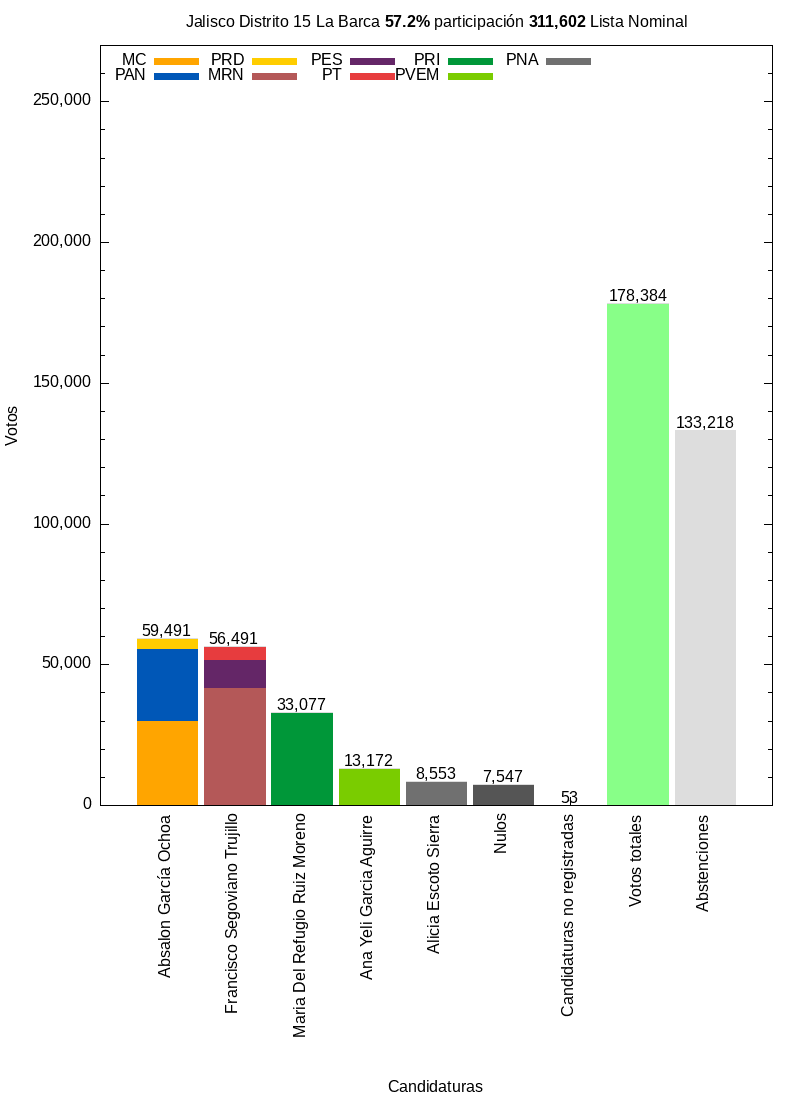 Jalisco Distrito 15 La Barca 57.2% participación 311,602 Lista Nominal
MC PRD PES PRI PNA
PAN MRN PT PVEM
250,000
200,000
150,000
100,000
50,000
0
Votos
59,491
56,491
33,077
13,172
8,553
7,547
53
178,384
133,218
Absalon García Ochoa
Francisco Segoviano Trujillo
Maria Del Refugio Ruiz Moreno
Ana Yeli Garcia Aguirre
Alicia Escoto Sierra
Nulos
Candidaturas no registradas
Votos totales
Abstenciones
Candidaturas